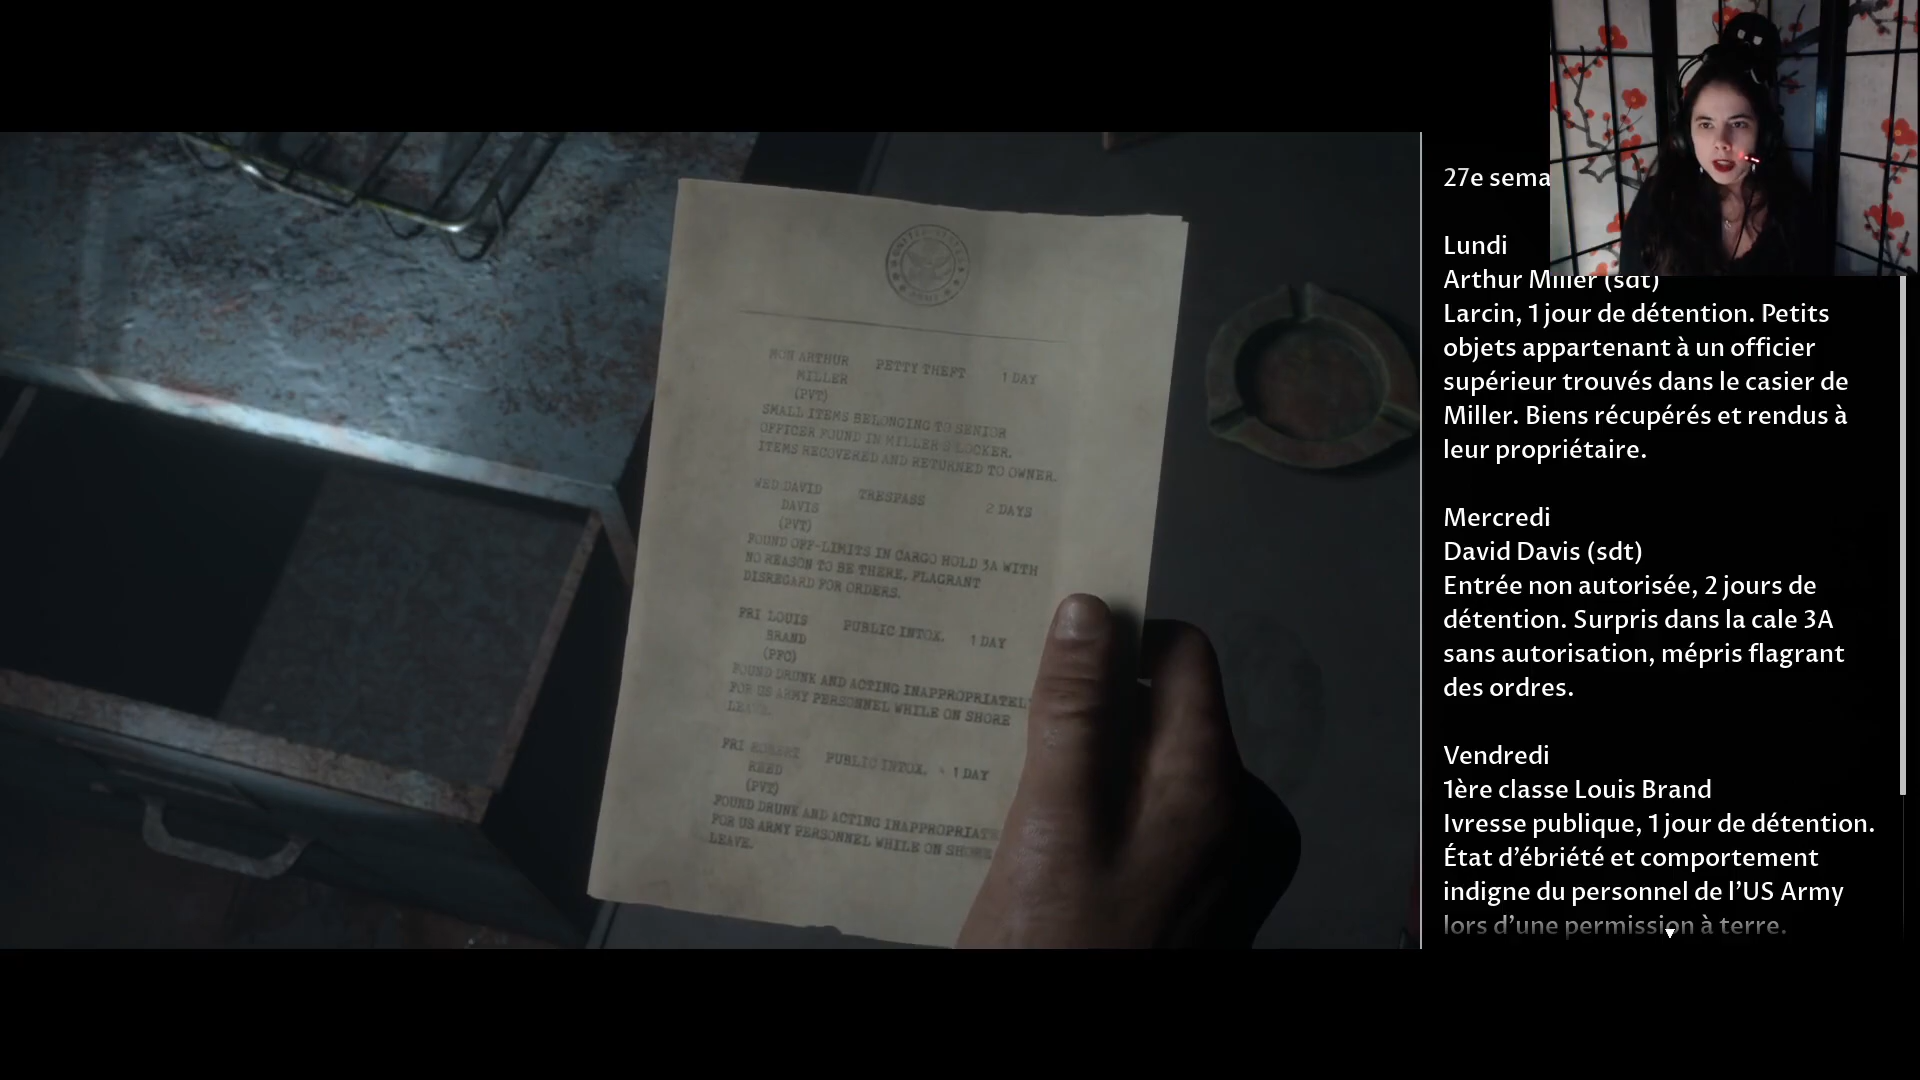 UNITED STATES
ARMY
MON ARTHUR PETTY THEFT 1 DAY
MILLER
(PVT)
SMALL ITEMS BELONGING TO SENIOR
OFFICER FOUND IN MILLER'S LOCKER.
ITEMS RECOVERED AND RETURNED TO OWNER.
WED DAVID TRESPASS 2 DAYS
DAVIS
(PVT)
FOUND OFF-LIMITS IN CARGO HOLD 3A WITH
NO REASON TO BE THERE. FLAGRANT
DISREGARD FOR ORDERS.
FRI LOUIS PUBLIC INTOX. 1 DAY
BRAND
(PFC)
FOUND DRUNK AND ACTING INAPPROPRIATEL
FOR US ARMY PERSONNEL WHILE ON SHORE
LEAVE.
FRI ROBERT PUBLIC INTOX. 1 DAY
REED
(PVT)
FOUND DRUNK AND ACTING INAPPROPRIATE
FOR US ARMY PERSONNEL WHILE ON SHORE
LEAVE.
27e sema
Lundi
Arthur Miller (sdt)
Larcin, 1 jour de détention. Petits
objets appartenant à un officier
supérieur trouvés dans le casier de
Miller. Biens récupérés et rendus à
leur propriétaire.
Mercredi
David Davis (sdt)
Entrée non autorisée, 2 jours de
détention. Surpris dans la cale 3A
sans autorisation, mépris flagrant
des ordres.
Vendredi
1ère classe Louis Brand
Ivresse publique, 1 jour de détention.
État d’ébriété et comportement
indigne du personnel de l’US Army
lors d’une permission à terre.